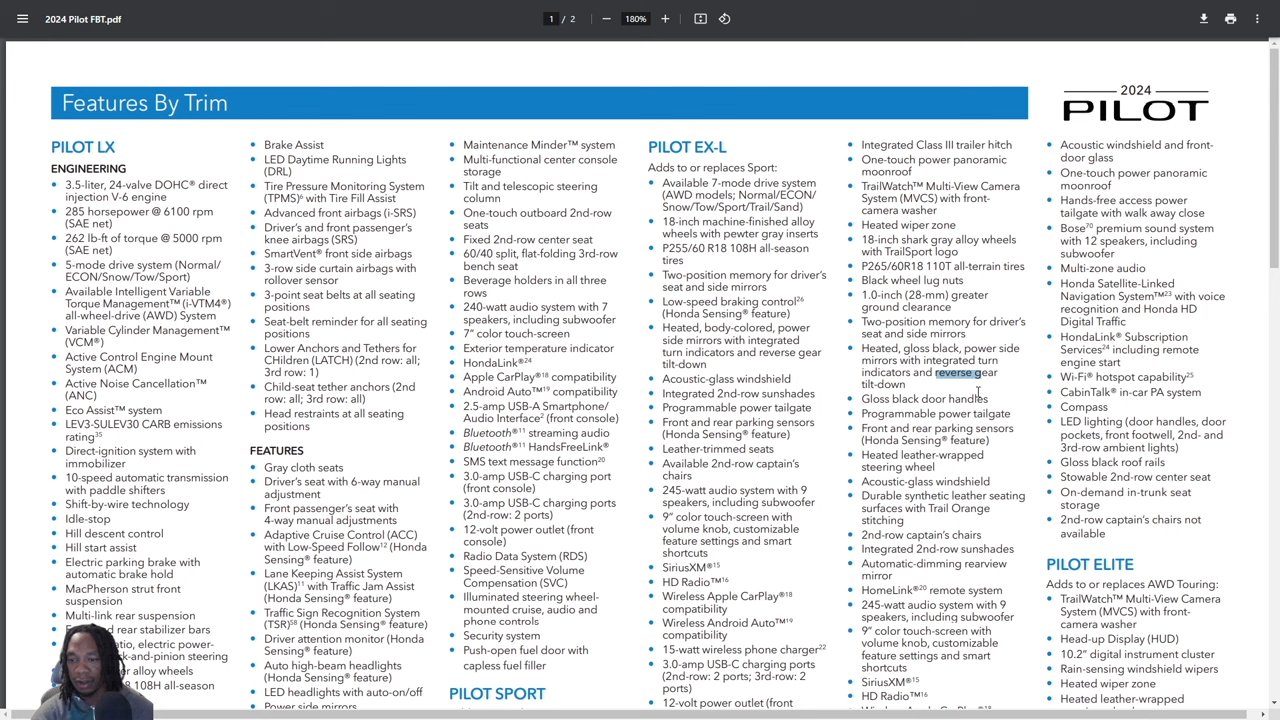 2024 Pilot FBT.pdf
1 / 2
180%
Features By Trim
2024
PILOT
PILOT LX
ENGINEERING
3.5-liter, 24-valve DOHC® direct
injection V-6 engine
285 horsepower @ 6100 rpm
(SAE net)
262 lb-ft of torque @ 5000 rpm
(SAE net)
5-mode drive system (Normal/
ECON/Snow/Tow/Sport)
Available Intelligent Variable
Torque Management™ (i-VTM4®)
all-wheel-drive (AWD) System
Variable Cylinder Management™
(VCM®)
Active Control Engine Mount
System (ACM)
Active Noise Cancellation™
(ANC)
Eco Assist™ system
LEV3-SULEV30 CARB emissions
rating35
Direct-ignition system with
immobilizer
10-speed automatic transmission
with paddle shifters
Shift-by-wire technology
Idle-stop
Hill descent control
Hill start assist
Electric parking brake with
automatic brake hold
MacPherson strut front
suspension
Multi-link rear suspension
rear stabilizer bars
electric power-
pinion steering
alloy wheels
108H all-season
Brake Assist
LED Daytime Running Lights
(DRL)
Tire Pressure Monitoring System
(TPMS)6 with Tire Fill Assist
Advanced front airbags (i-SRS)
Driver's and front passenger's
knee airbags (SRS)
SmartVent® front side airbags
3-row side curtain airbags with
rollover sensor
3-point seat belts at all seating
positions
Seat-belt reminder for all seating
positions
Lower Anchors and Tethers for
CHildren (LATCH) (2nd row: all;
3rd row: 1)
Child-seat tether anchors (2nd
row: all; 3rd row: all)
Head restraints at all seating
positions
FEATURES
Gray cloth seats
Driver's seat with 6-way manual
adjustment
Front passenger's seat with
4-way manual adjustments
Adaptive Cruise Control (ACC)
with Low-Speed Follow12 (Honda
Sensing® feature)
Lane Keeping Assist System
(LKAS)11 with Traffic Jam Assist
(Honda Sensing® feature)
Traffic Sign Recognition System
(TSR)58 (Honda Sensing® feature)
Driver attention monitor (Honda
Sensing® feature)
Auto high-beam headlights
(Honda Sensing® feature)
LED headlights with auto-on/off
Power side mirrors
Maintenance Minder™ system
Multi-functional center console
storage
Tilt and telescopic steering
column
One-touch outboard 2nd-row
seats
Fixed 2nd-row center seat
60/40 split, flat-folding 3rd-row
bench seat
Beverage holders in all three
rows
240-watt audio system with 7
speakers, including subwoofer
7” color touch-screen
Exterior temperature indicator
HondaLink®24
Apple CarPlay®18 compatibility
Android Auto™19 compatibility
2.5-amp USB-A Smartphone/
Audio Interface2 (front console)
Bluetooth®11 streaming audio
Bluetooth®11 HandsFreeLink®
SMS text message function20
3.0-amp USB-C charging port
(front console)
3.0-amp USB-C charging ports
(2nd-row: 2 ports)
12-volt power outlet (front
console)
Radio Data System (RDS)
Speed-Sensitive Volume
Compensation (SVC)
Illuminated steering wheel-
mounted cruise, audio and
phone controls
Security system
Push-open fuel door with
capless fuel filler
PILOT SPORT
PILOT EX-L
Adds to or replaces Sport:
Available 7-mode drive system
(AWD models; Normal/ECON/
Snow/Tow/Sport/Trail/Sand)
18-inch machine-finished alloy
wheels with pewter gray inserts
P255/60 R18 108H all-season
tires
Two-position memory for driver's
seat and side mirrors
Low-speed braking control26
(Honda Sensing® feature)
Heated, body-colored, power
side mirrors with integrated
turn indicators and reverse gear
tilt-down
Acoustic-glass windshield
Integrated 2nd-row sunshades
Programmable power tailgate
Front and rear parking sensors
(Honda Sensing® feature)
Leather-trimmed seats
Available 2nd-row captain's
chairs
245-watt audio system with 9
speakers, including subwoofer
9” color touch-screen with
volume knob, customizable
feature settings and smart
shortcuts
SiriusXM®15
HD Radio™16
Wireless Apple CarPlay®18
compatibility
Wireless Android Auto™19
compatibility
15-watt wireless phone charger22
3.0-amp USB-C charging ports
(2nd-row: 2 ports; 3rd-row: 2
ports)
12-volt power outlet (front
Integrated Class III trailer hitch
One-touch power panoramic
moonroof
TrailWatch™ Multi-View Camera
System (MVCS) with front-
camera washer
Heated wiper zone
18-inch shark gray alloy wheels
with TrailSport logo
P265/60R18 110T all-terrain tires
Black wheel lug nuts
1.0-inch (28-mm) greater
ground clearance
Two-position memory for driver's
seat and side mirrors
Heated, gloss black, power side
mirrors with integrated turn
indicators and reverse gear
tilt-down
Gloss black door handles
Programmable power tailgate
Front and rear parking sensors
(Honda Sensing® feature)
Heated leather-wrapped
steering wheel
Acoustic-glass windshield
Durable synthetic leather seating
surfaces with Trail Orange
stitching
2nd-row captain's chairs
Integrated 2nd-row sunshades
Automatic-dimming rearview
mirror
HomeLink®20 remote system
245-watt audio system with 9
speakers, including subwoofer
9” color touch-screen with
volume knob, customizable
feature settings and smart
shortcuts
SiriusXM®15
HD Radio™16
Acoustic windshield and front-
door glass
One-touch power panoramic
moonroof
Hands-free access power
tailgate with walk away close
Bose70 premium sound system
with 12 speakers, including
subwoofer
Multi-zone audio
Honda Satellite-Linked
Navigation System™23 with voice
recognition and Honda HD
Digital Traffic
HondaLink® Subscription
Services24 including remote
engine start
Wi-Fi® hotspot capability25
CabinTalk® in-car PA system
Compass
LED lighting (door handles, door
pockets, front footwell, 2nd- and
3rd-row ambient lights)
Gloss black roof rails
Stowable 2nd-row center seat
On-demand in-trunk seat
storage
2nd-row captain's chairs not
available
PILOT ELITE
Adds to or replaces AWD Touring:
TrailWatch™ Multi-View Camera
System (MVCS) with front-
camera washer
Head-up Display (HUD)
10.2” digital instrument cluster
Rain-sensing windshield wipers
Heated wiper zone
Heated leather-wrapped